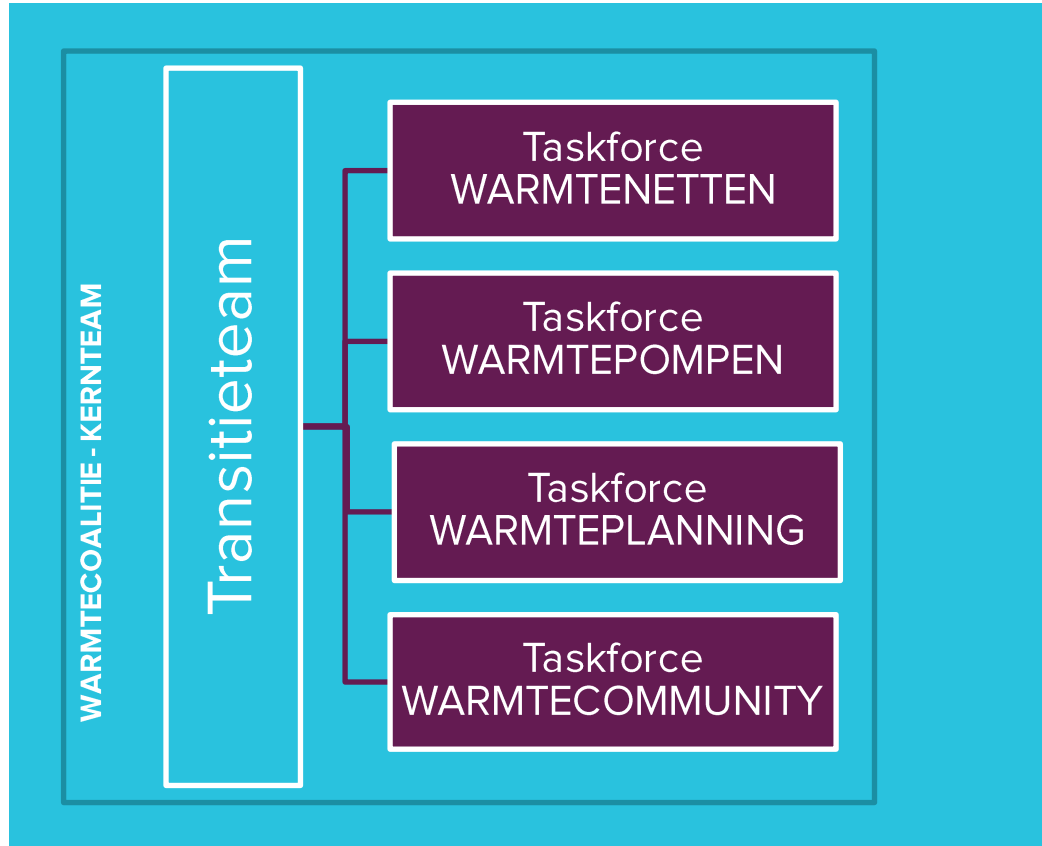 WARMTECOALITIE - KERNTEAM
Transitieteam
Taskforce
WARMTENETTEN
Taskforce
WARMTEPOMPEN
Taskforce
WARMTEPLANNING
Taskforce
WARMTECOMMUNITY